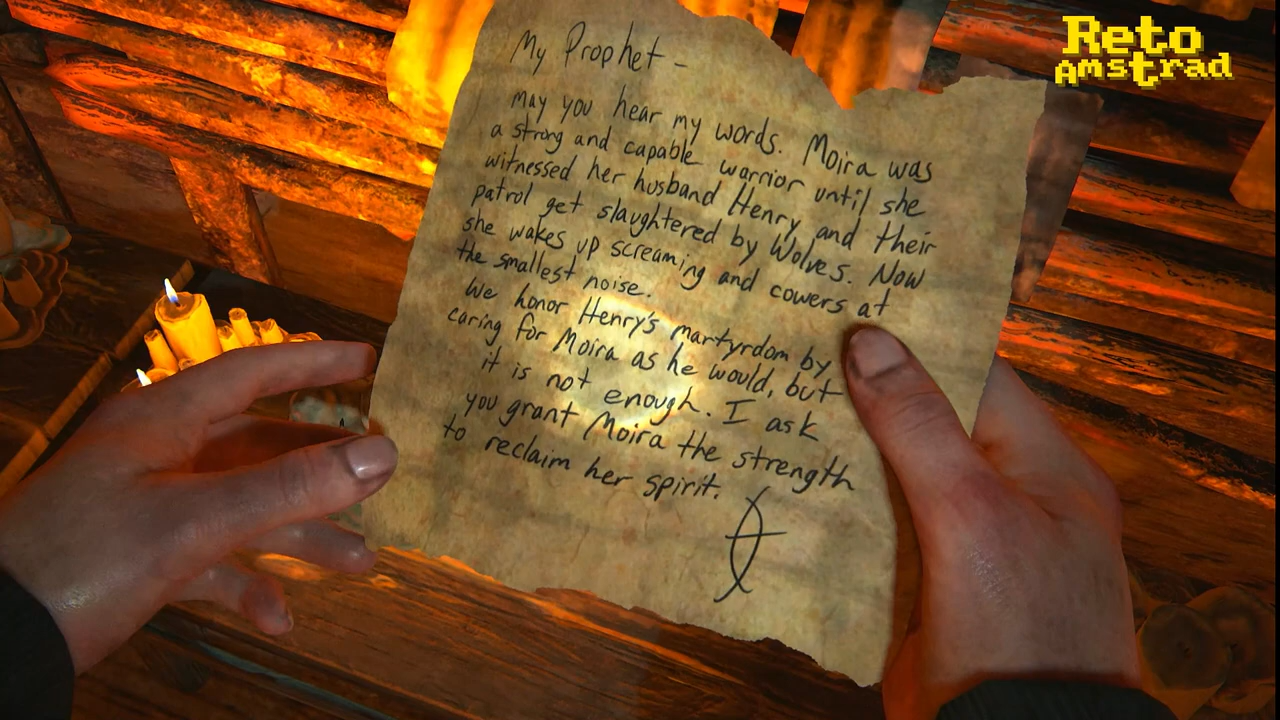 My Prophet -
may you hear my words. Moira was
a strong and capable warrior until she
witnessed her husband Henry and their
patrol get slaughtered by Wolves. Now
she wakes up screaming and cowers at
the smallest noise.
We honor Henry's martyrdom by
caring for Moira as he would, but
it is not enough. I ask
you grant Moira the strength
to reclaim her spirit.
Reto
Amstrad